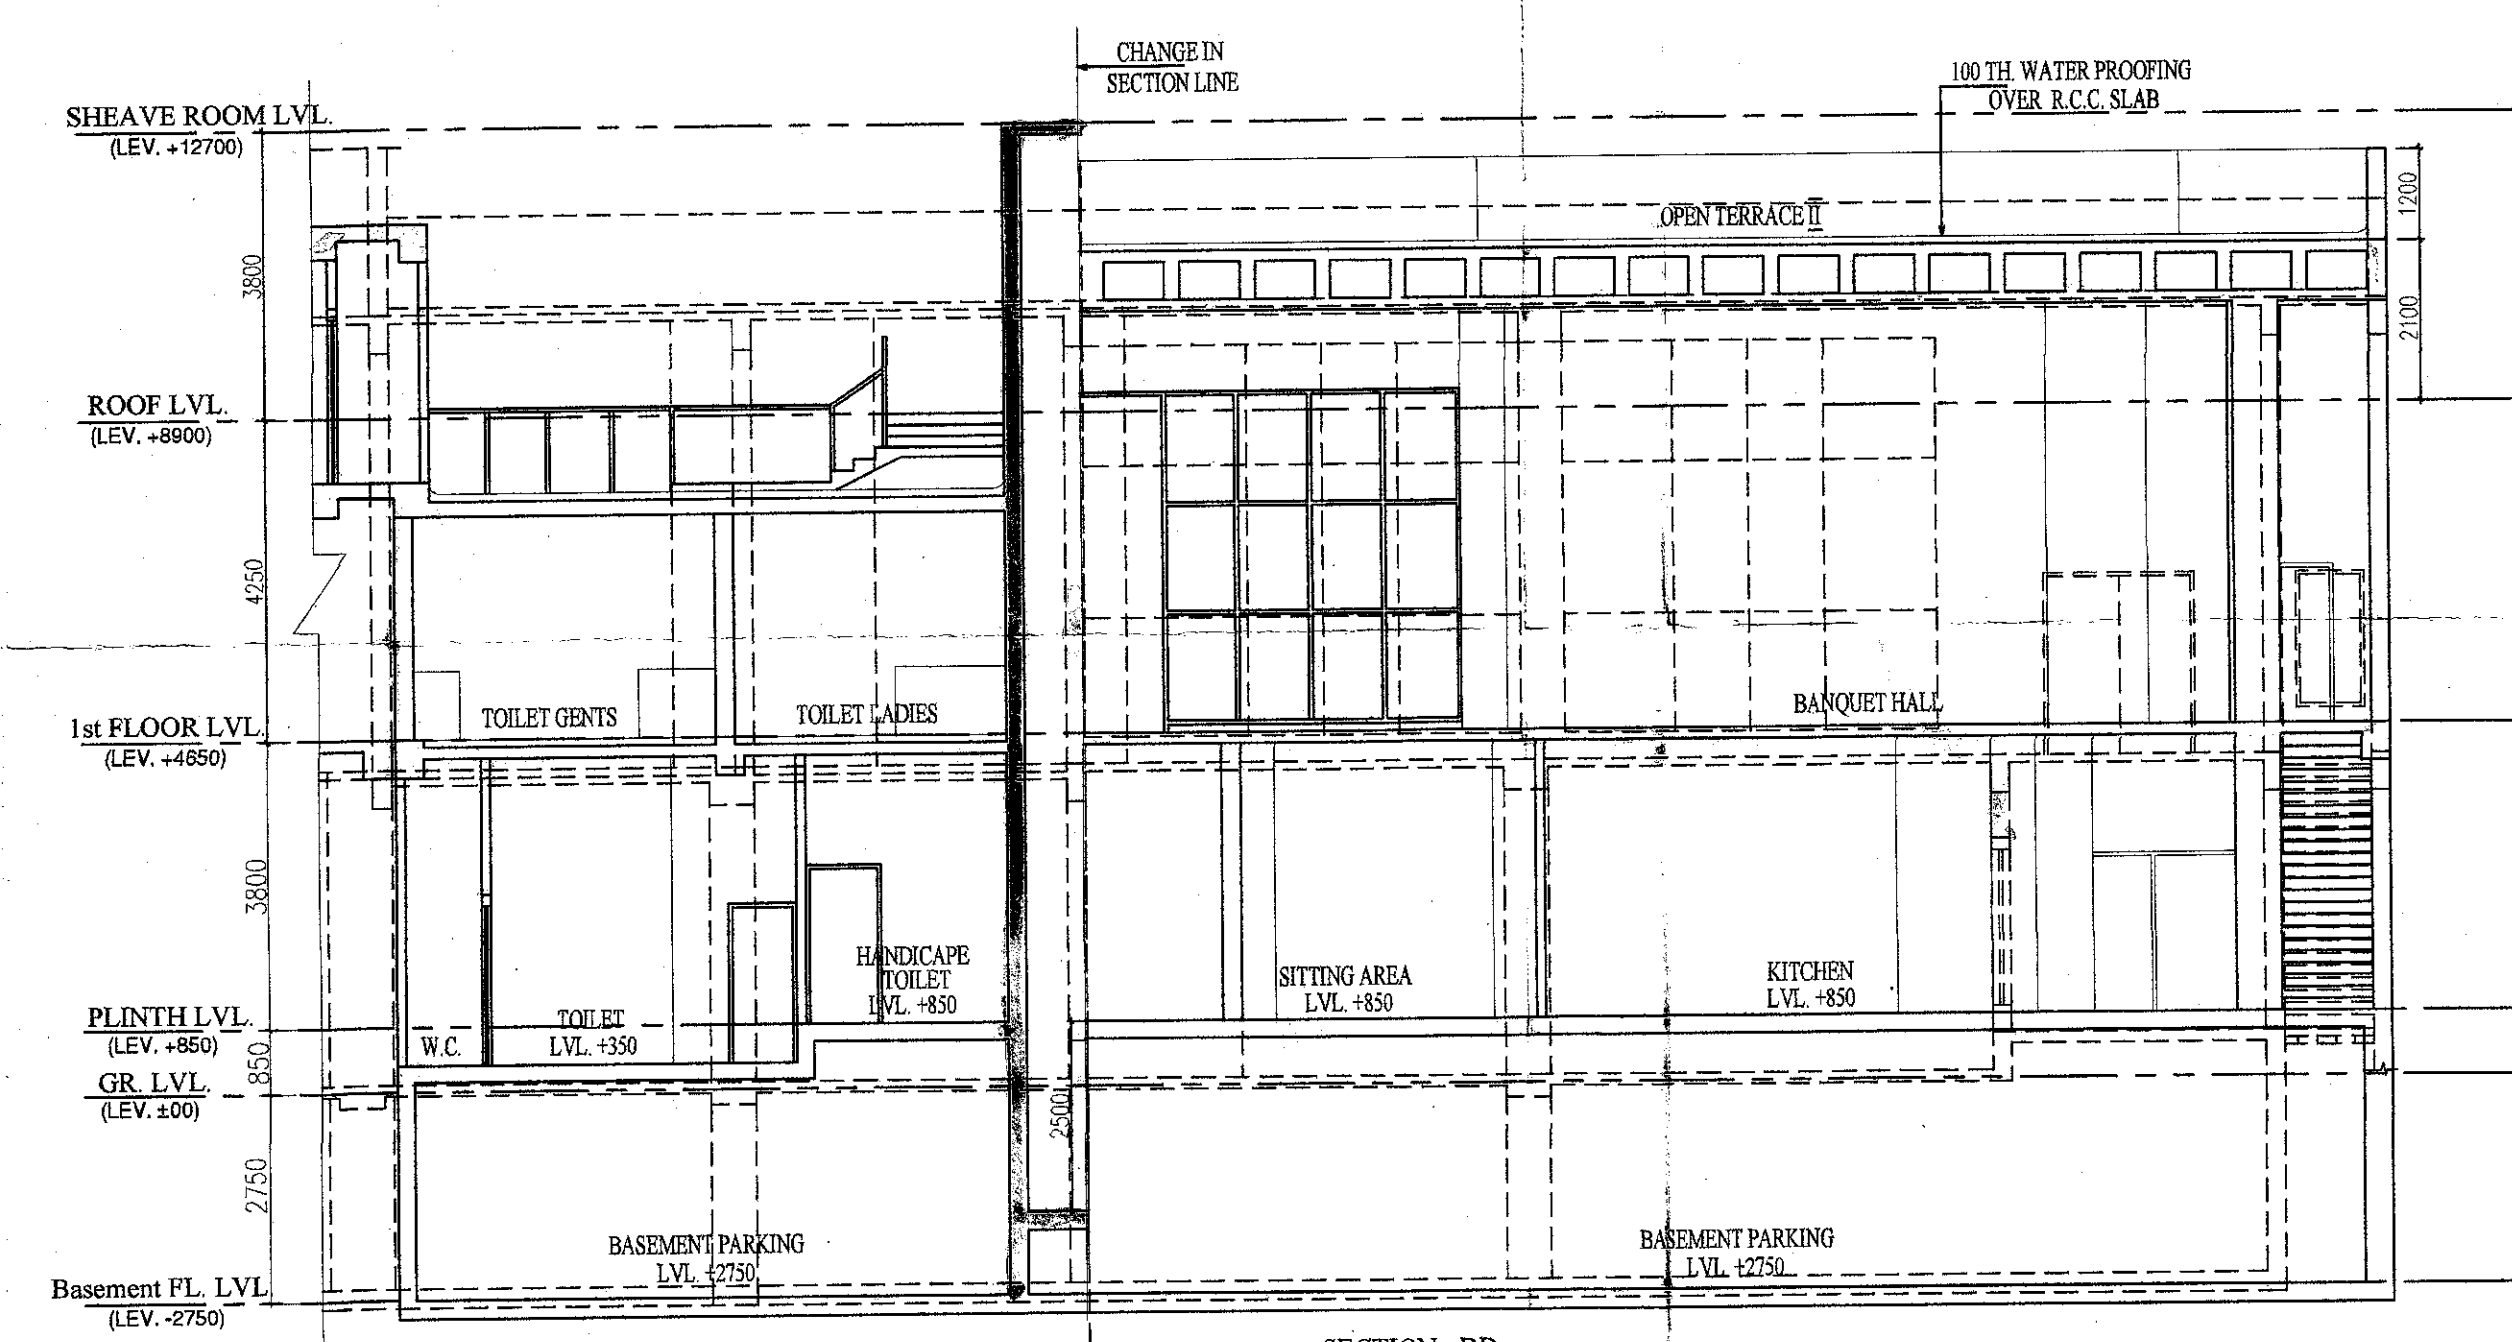 CHANGE IN
SECTION LINE
100 TH. WATER PROOFING
OVER R.C.C. SLAB
SHEAVE ROOM LVL.
(LEV. +12700)
1200
OPEN TERRACE II
3800
2100
ROOF LVL.
(LEV. +8900)
4250
TOILET GENTS
TOILET LADIES
BANQUET HALL
1st FLOOR LVL.
(LEV. +4650)
3800
HANDICAPE
TOILET
LVL. +850
SITTING AREA
LVL. +850
KITCHEN
LVL. +850
PLINTH LVL.
(LEV. +850)
W.C.
TOILET
LVL. +350
850
GR. LVL.
(LEV. ±00)
2500
2750
BASEMENT PARKING
LVL. +2750
BASEMENT PARKING
LVL +2750
Basement FL. LVL
(LEV. -2750)